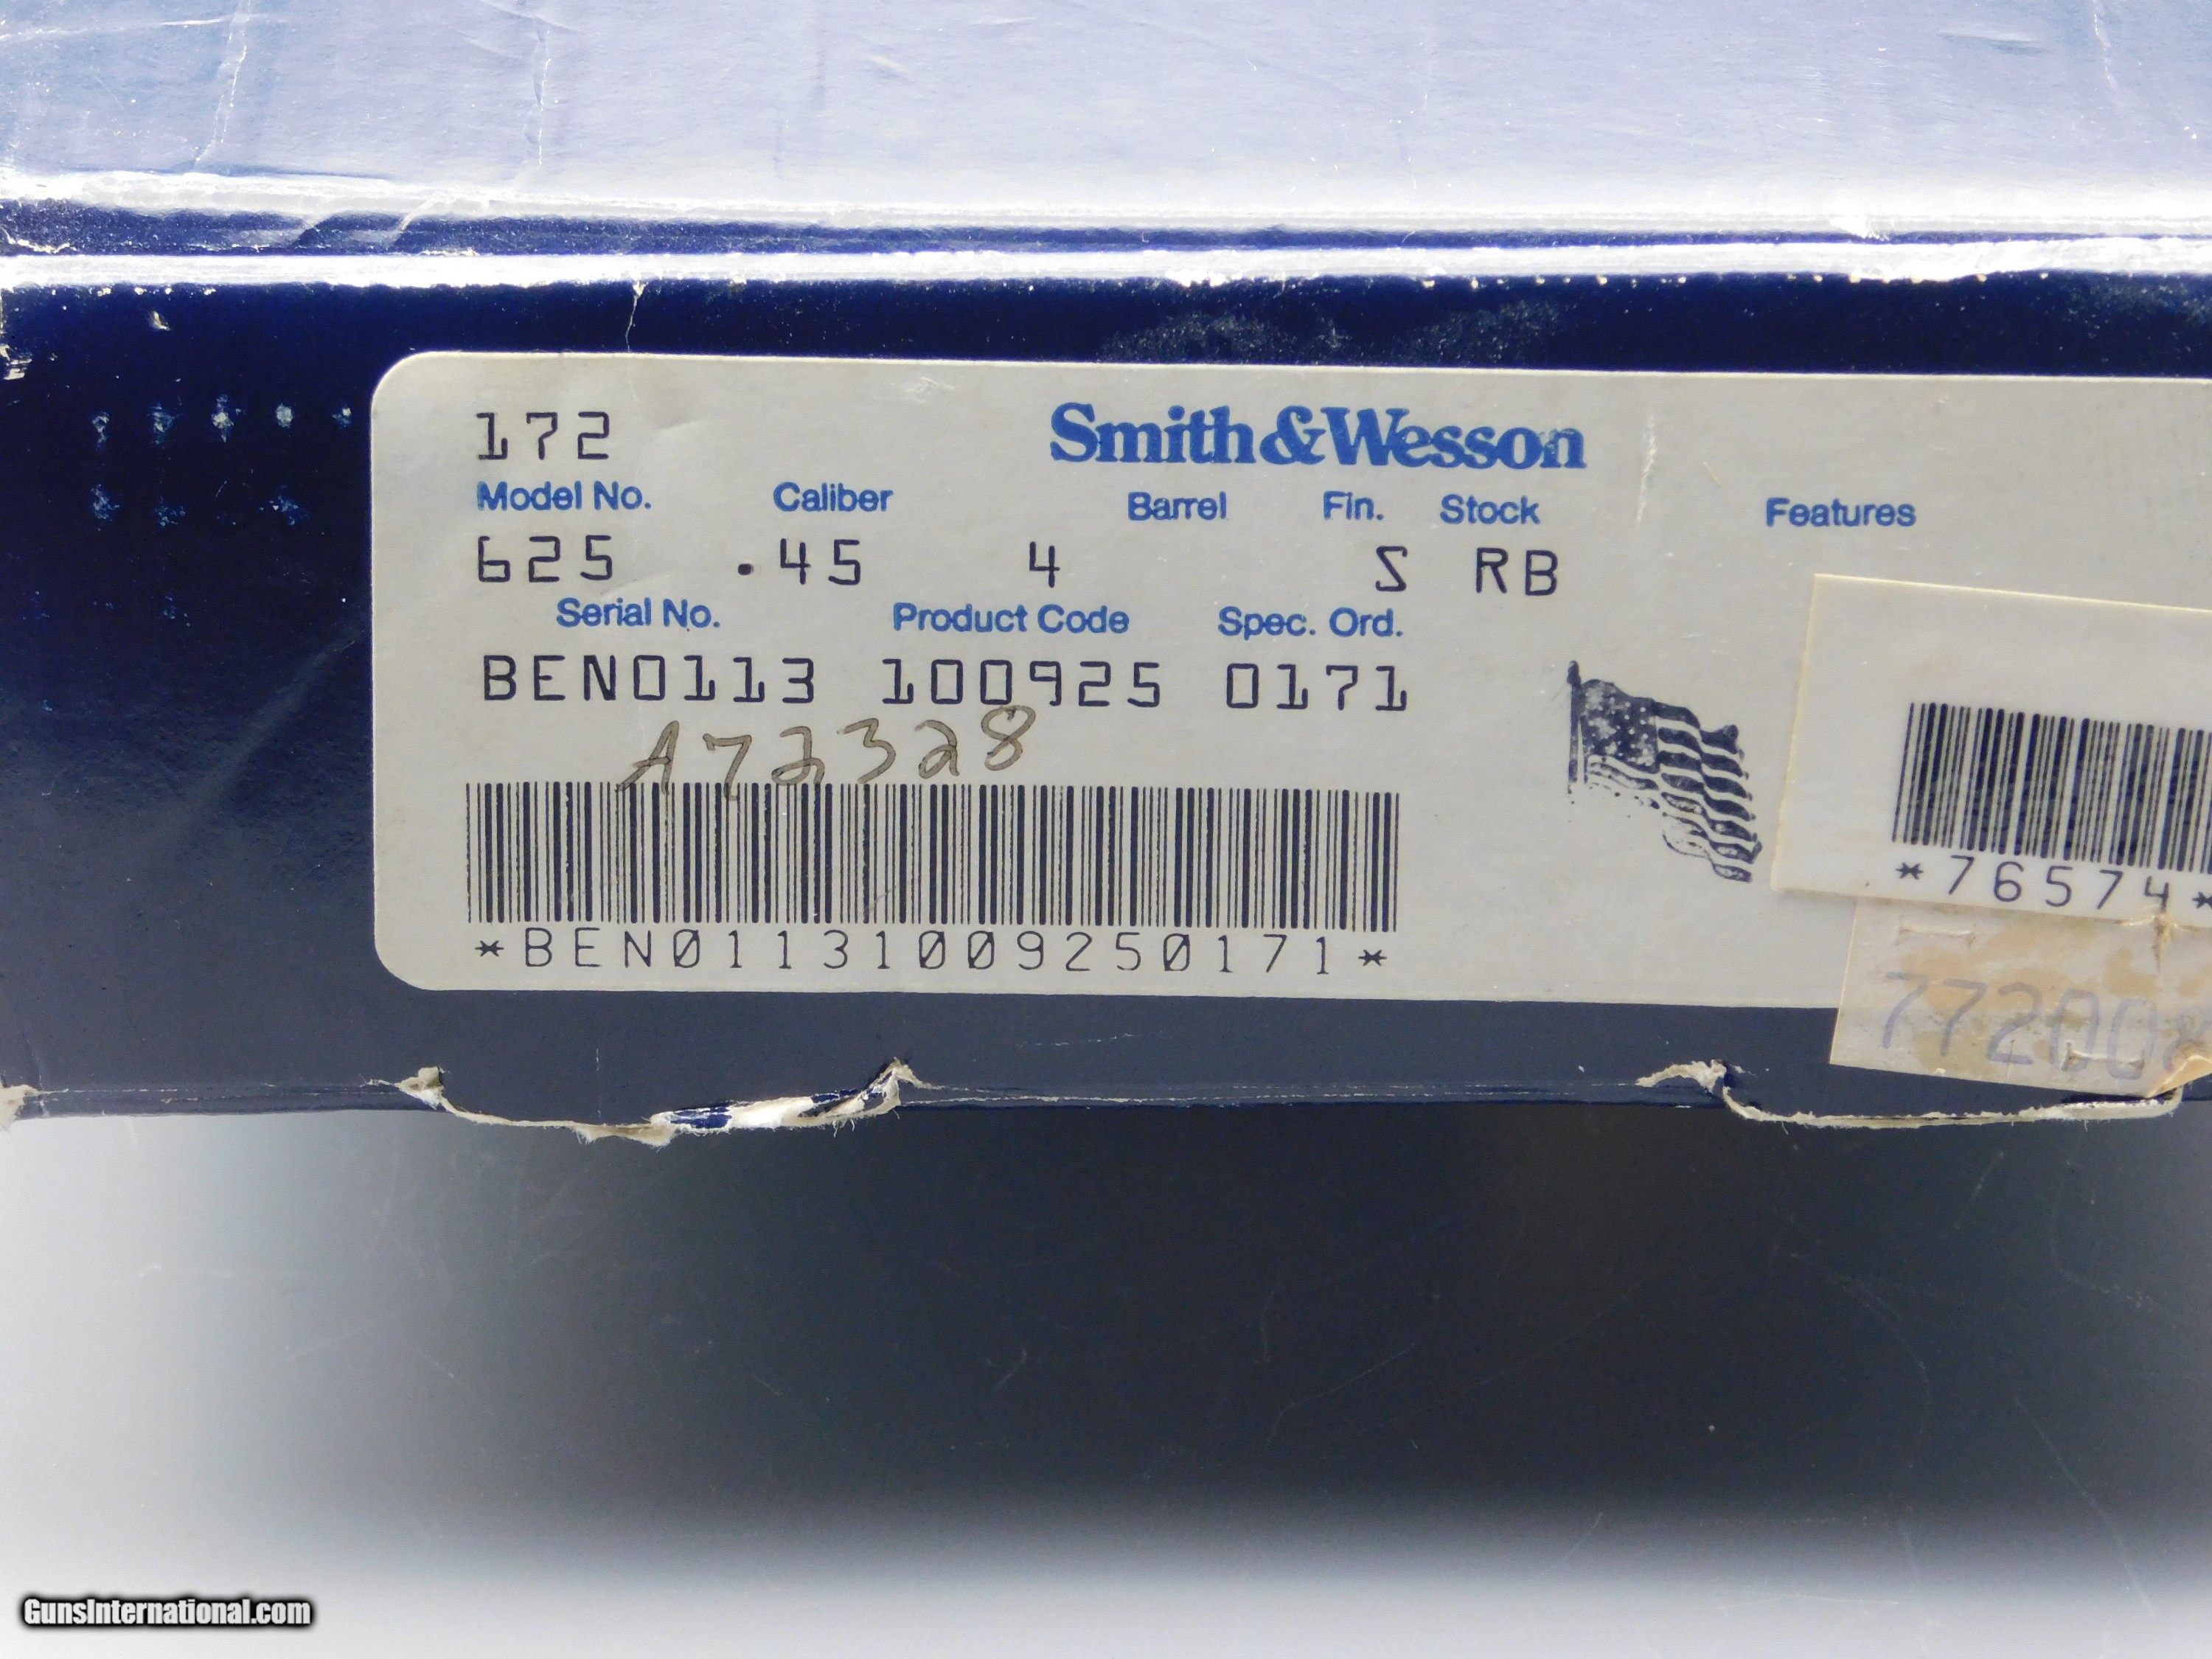 172 Smith&Wesson
Model No. Caliber Barrel Fin. Stock Features
625 .45 4 S RB
Serial No. Product Code Spec. Ord.
BEN0113 100925 0171
A72328
*BEN01131009250171*
*76574*
772008
GunsInternational.com